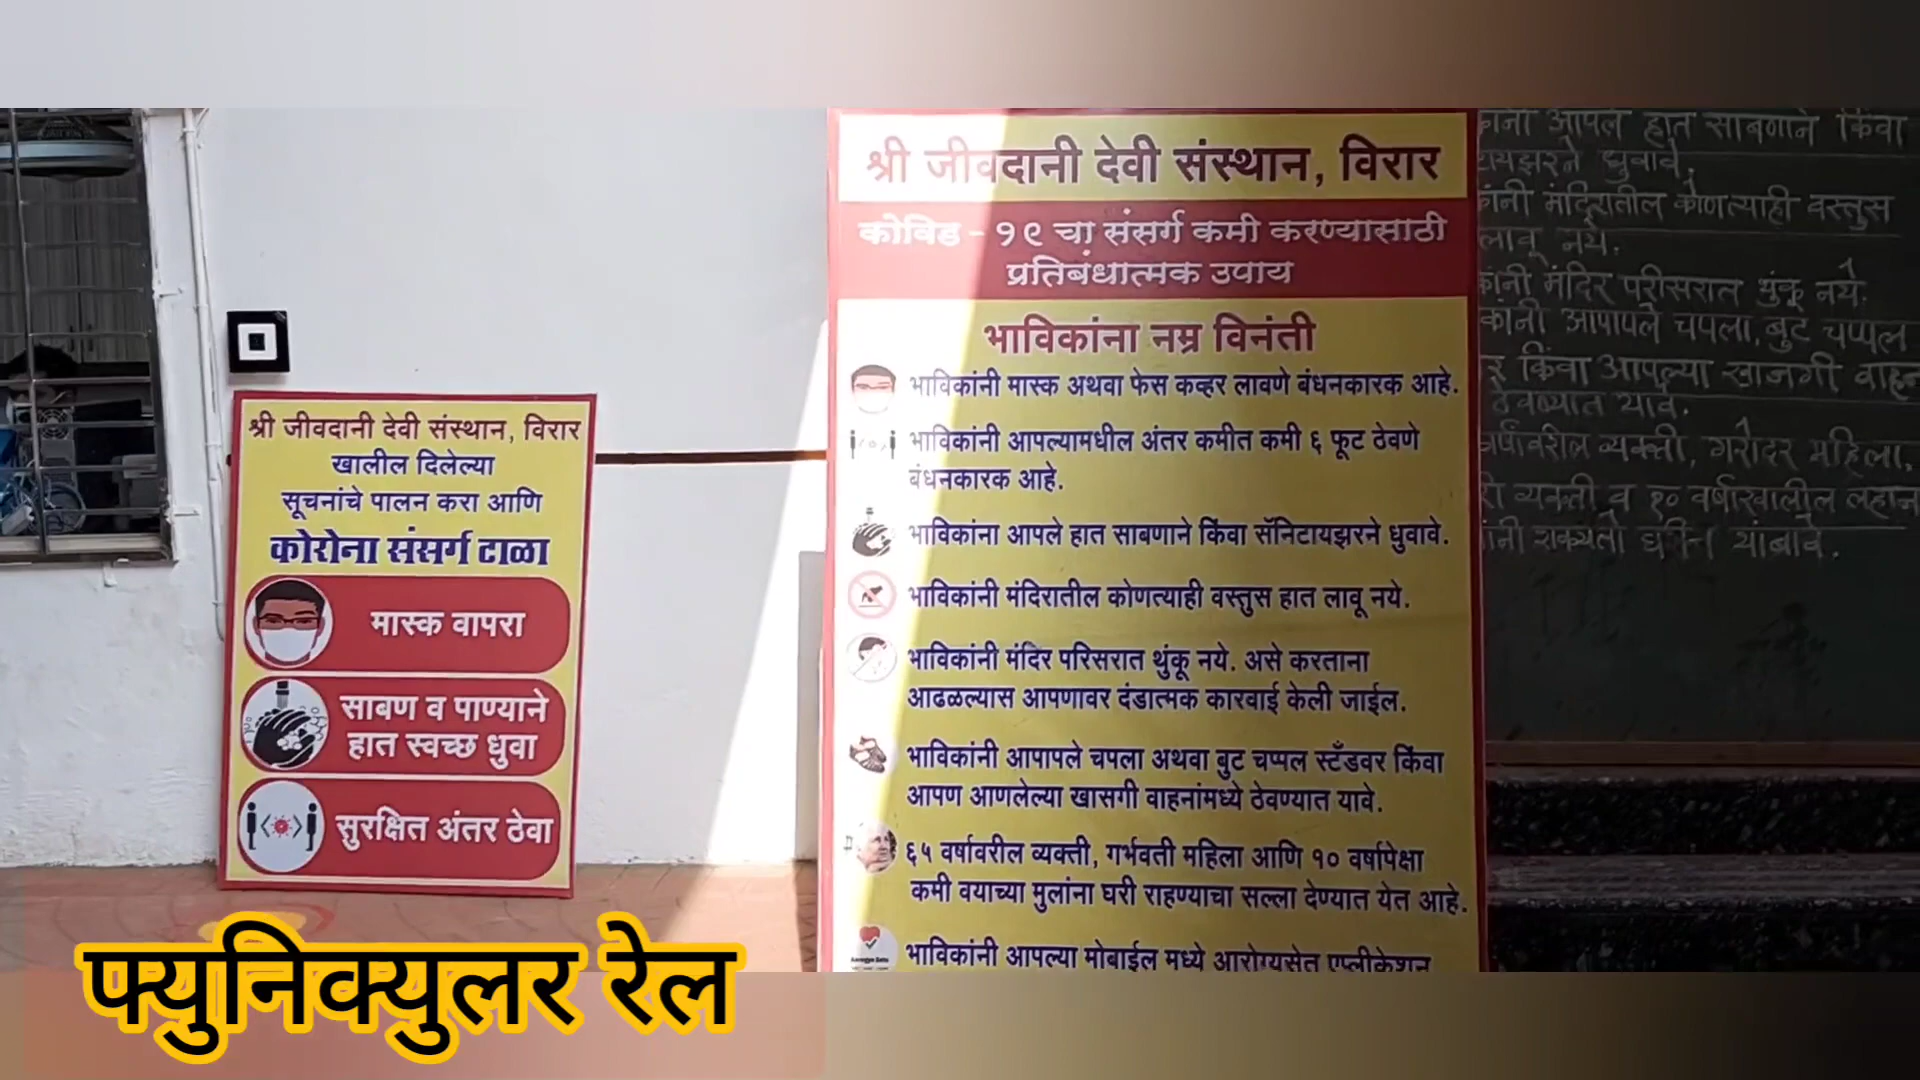 श्री जीवदानी देवी संस्थान, विरार
खालील दिलेल्या
सूचनांचे पालन करा आणि
कोरोना संसर्ग टाळा
मास्क वापरा
साबण व पाण्याने
हात स्वच्छ धुवा
सुरक्षित अंतर ठेवा
श्री जीवदानी देवी संस्थान, विरार
कोविड - १९ चा संसर्ग कमी करण्यासाठी
प्रतिबंधात्मक उपाय
भाविकांना नम्र विनंती
भाविकांनी मास्क अथवा फेस कव्हर लावणे बंधनकारक आहे.
भाविकांनी आपल्यामधील अंतर कमीत कमी ६ फूट ठेवणे
बंधनकारक आहे.
भाविकांना आपले हात साबणाने किंवा सॅनिटायझरने धुवावे.
भाविकांनी मंदिरातील कोणत्याही वस्तुस हात लावू नये.
भाविकांनी मंदिर परिसरात थुंकू नये. असे करताना
आढळल्यास आपणावर दंडात्मक कारवाई केली जाईल.
भाविकांनी आपापले चपला अथवा बुट चप्पल स्टँडवर किंवा
आपण आणलेल्या खासगी वाहनांमध्ये ठेवण्यात यावे.
६५ वर्षावरील व्यक्ती, गर्भवती महिला आणि १० वर्षापेक्षा
कमी वयाच्या मुलांना घरी राहण्याचा सल्ला देण्यात येत आहे.
भाविकांनी आपल्या मोबाईल मध्ये आरोग्यसेतु एप्लीकेशन
आपले हात साबणाने किंवा
धुवावे.
मंदिरातील कोणत्याही वस्तुस
लावू नये.
मंदिर परीसरात थुंकू नये.
आपापले चपला, बुट चप्पल
किंवा आपल्या खाजगी वाहन
ठेवण्यात यावे.
व्यक्ती, गरोदर महिला,
व्यक्ती व १० वर्षाखालील लहान
शक्यतो घरी थांबावे.
फ्युनिक्युलर रेल